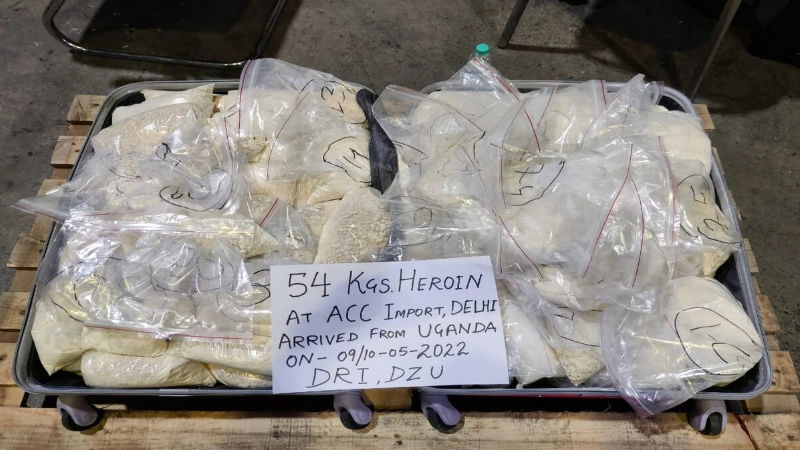 54 KGS. HEROIN
AT ACC IMPORT, DELHI
ARRIVED FROM UGANDA
ON- 09/10-05-2022
DRI, DZU